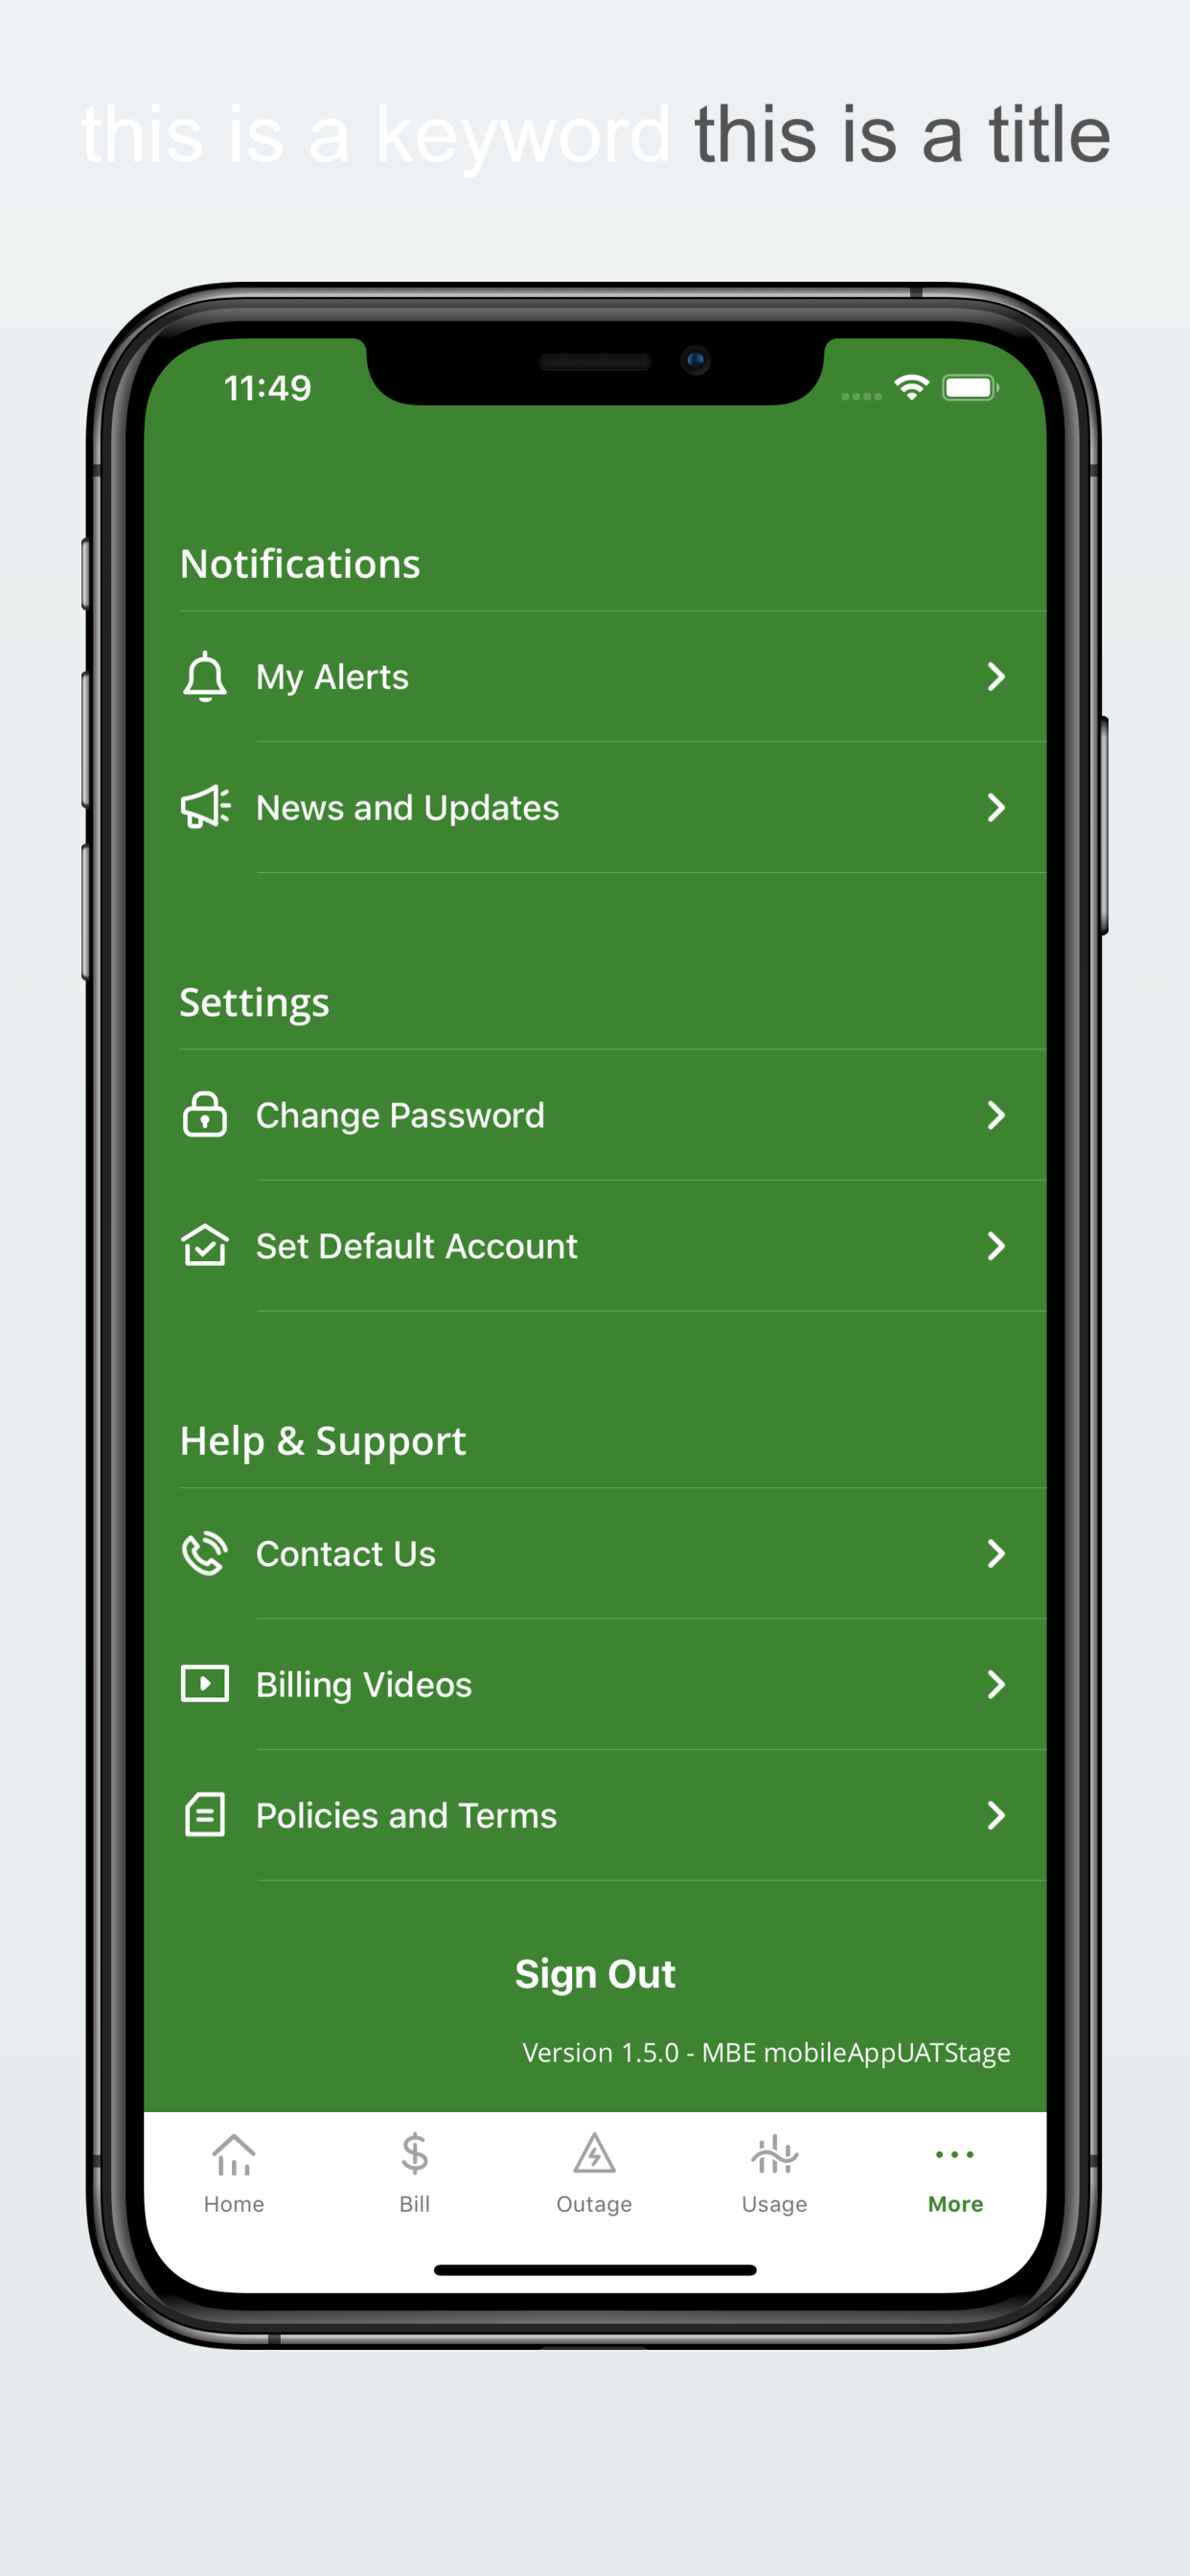 this is a keyword this is a title
11:49
Notifications
My Alerts
News and Updates
Settings
Change Password
Set Default Account
Help & Support
Contact Us
Billing Videos
Policies and Terms
Sign Out
Version 1.5.0 - MBE mobileAppUATStage
Home Bill Outage Usage More